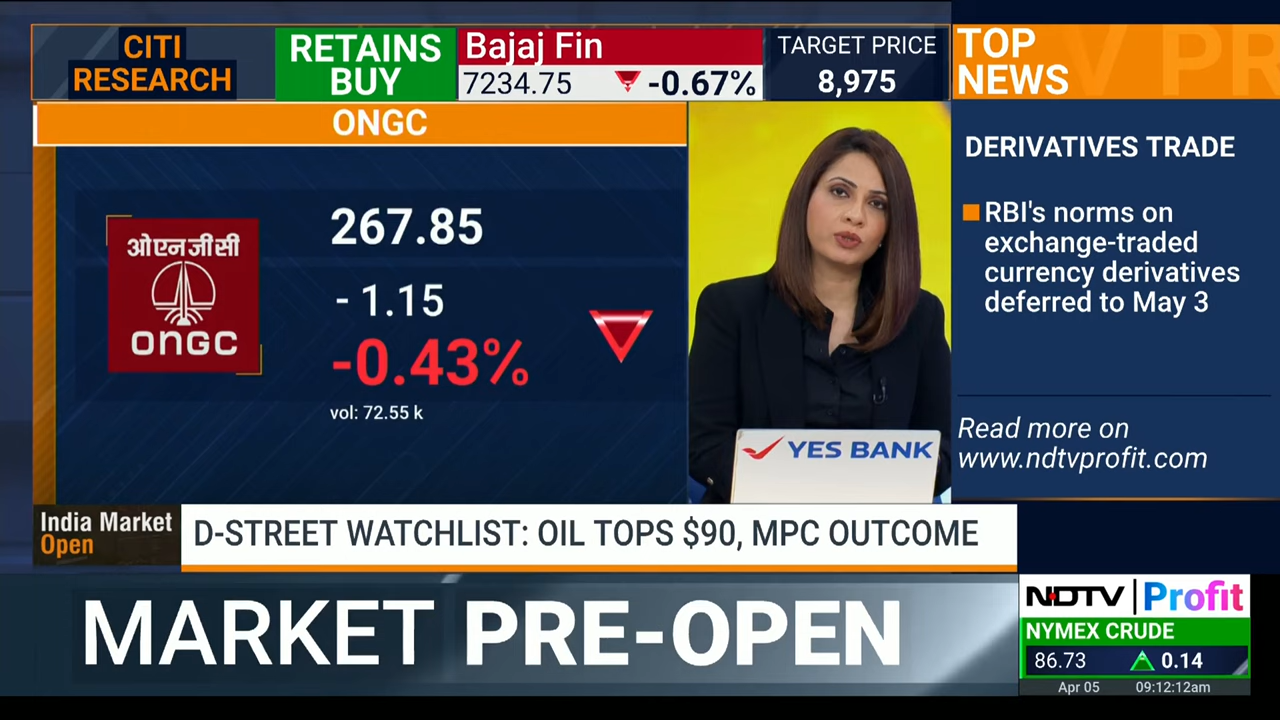 CITI
RESEARCH
RETAINS
BUY
Bajaj Fin
7234.75 -0.67%
TARGET PRICE
8,975
TOP
NEWS
ONGC
ओएनजीसी
ONGC
267.85
- 1.15
-0.43%
vol: 72.55 k
YES BANK
DERIVATIVES TRADE
RBI's norms on
exchange-traded
currency derivatives
deferred to May 3
Read more on
www.ndtvprofit.com
India Market
Open
D-STREET WATCHLIST: OIL TOPS $90, MPC OUTCOME
MARKET PRE-OPEN
NDTV Profit
NYMEX CRUDE
86.73 0.14
Apr 05 09:12:12am